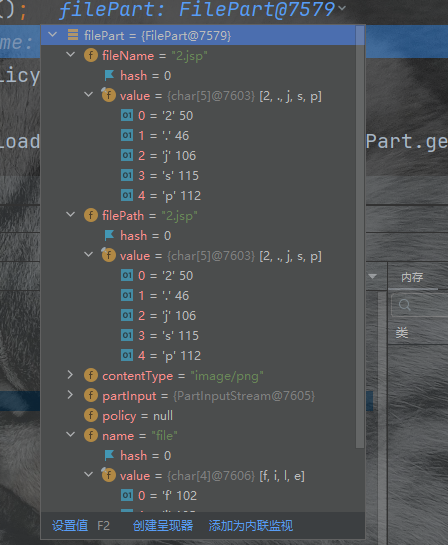 (); filePart: FilePart@7579
ame:
filePart = {FilePart@7579}
fileName = "2.jsp"
licy
hash = 0
value = {char[5]@7603} [2, ., j, s, p]
0 = '2' 50
1 = '.' 46
load
Part.ge
2 = 'j' 106
3 = 's' 115
4 = 'p' 112
filePath = "2.jsp"
hash = 0
value = {char[5]@7603} [2, ., j, s, p]
0 = '2' 50
内存
1 = '.' 46
2 = 'j' 106
3 = 's' 115
类
4 = 'p' 112
contentType = "image/png"
partInput = {PartInputStream@7605}
policy = null
name = "file"
hash = 0
value = {char[4]@7606} [f, i, l, e]
0 = 'f' 102
设置值 F2 创建呈现器 添加为内联监视